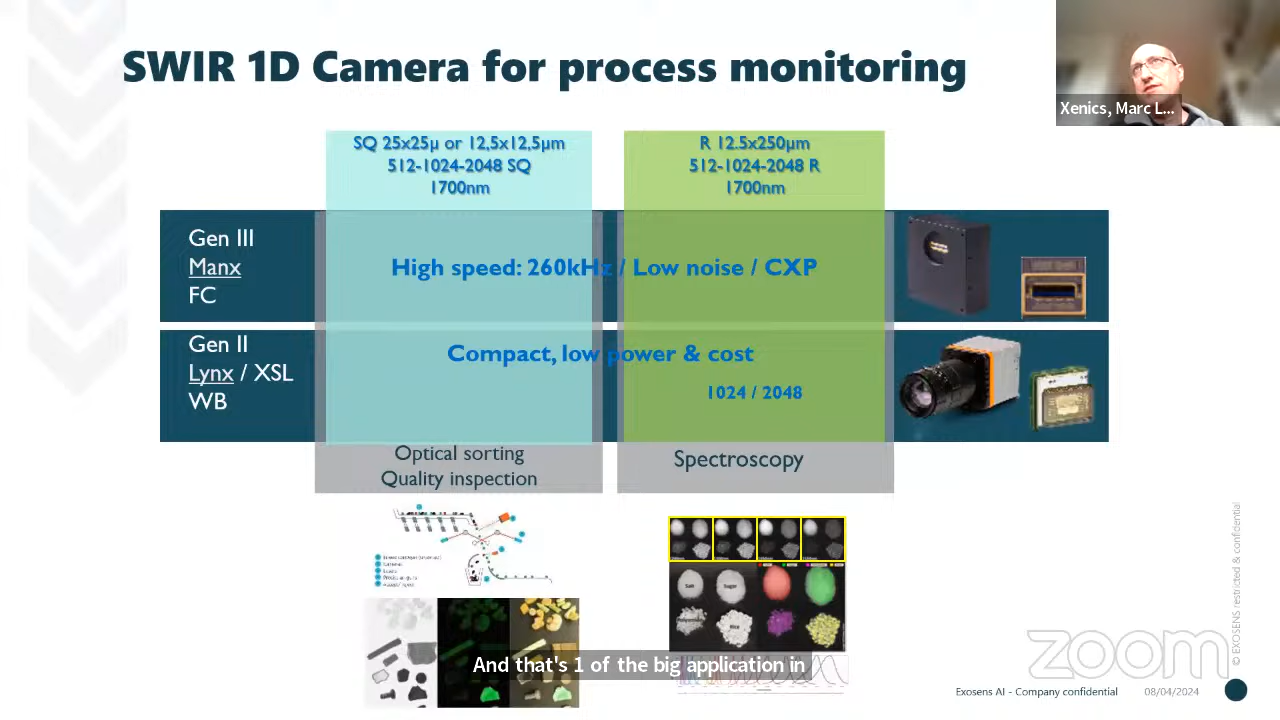 SWIR 1D Camera for process monitoring
Xenics, Marc L...
SQ 25x25µ or 12,5x12,5µm
512-1024-2048 SQ
1700nm
R 12.5x250µm
512-1024-2048 R
1700nm
Gen III
Manx
FC
High speed: 260kHz / Low noise / CXP
Gen II
Lynx / XSL
WB
Compact, low power & cost
1024 / 2048
Optical sorting
Quality inspection
Spectroscopy
Salt
Sugar
And that's 1 of the big application in
zoom
© EXOSENS restricted & confidential
Exosens AI - Company confidential
08/04/2024